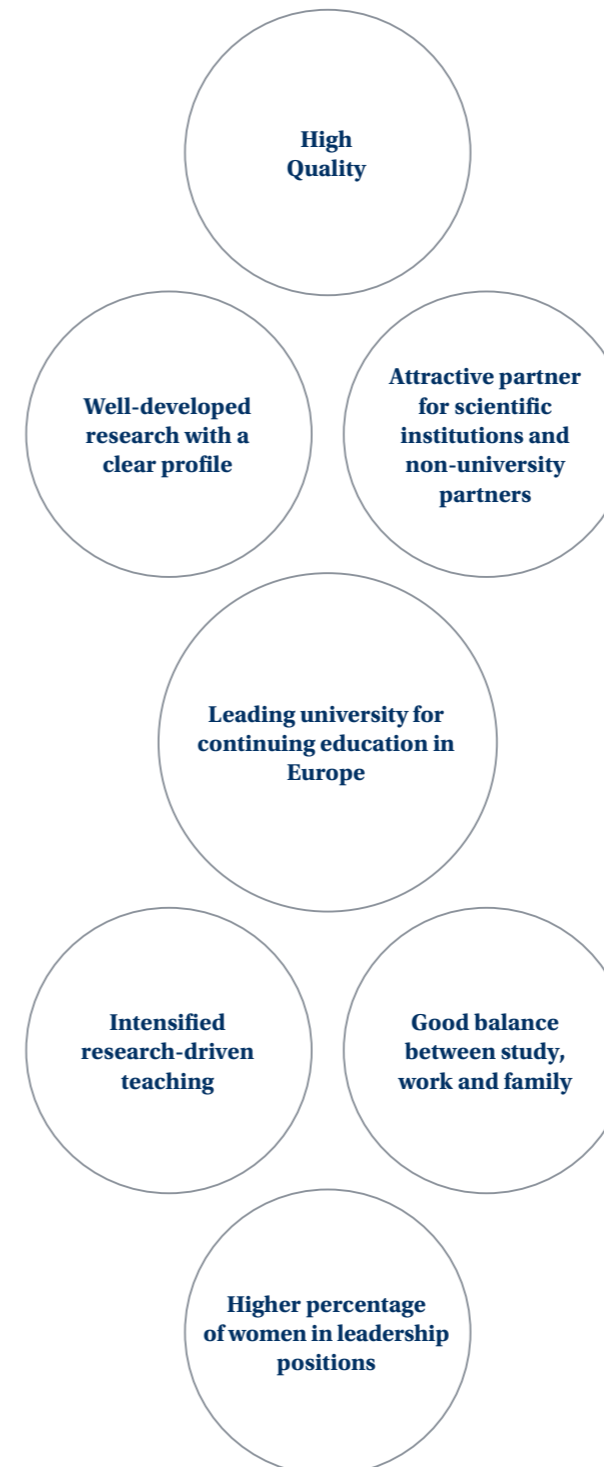 High
Quality
Well-developed
research with a
clear profile
Attractive partner
for scientific
institutions and
non-university
partners
Leading university for
continuing education in
Europe
Intensified
research-driven
teaching
Good balance
between study,
work and family
Higher percentage
of women in leadership
positions